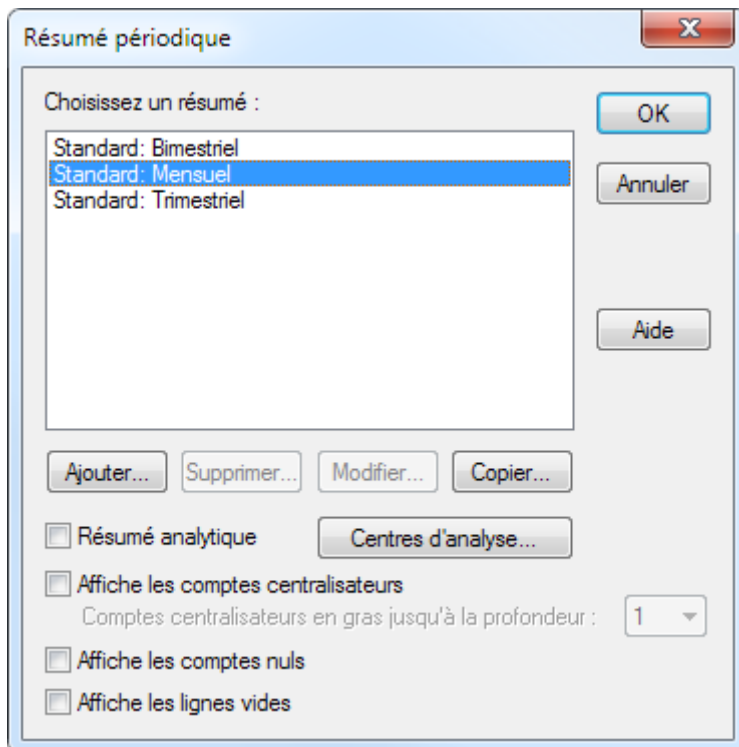 Résumé périodique
Choisissez un résumé :
OK
Standard: Bimestriel
Standard: Mensuel
Annuler
Standard: Trimestriel
Aide
Ajouter... Supprimer... Modifier... Copier...
Résumé analytique Centres d'analyse...
Affiche les comptes centralisateurs
Comptes centralisateurs en gras jusqu'à la profondeur : 1
Affiche les comptes nuls
Affiche les lignes vides